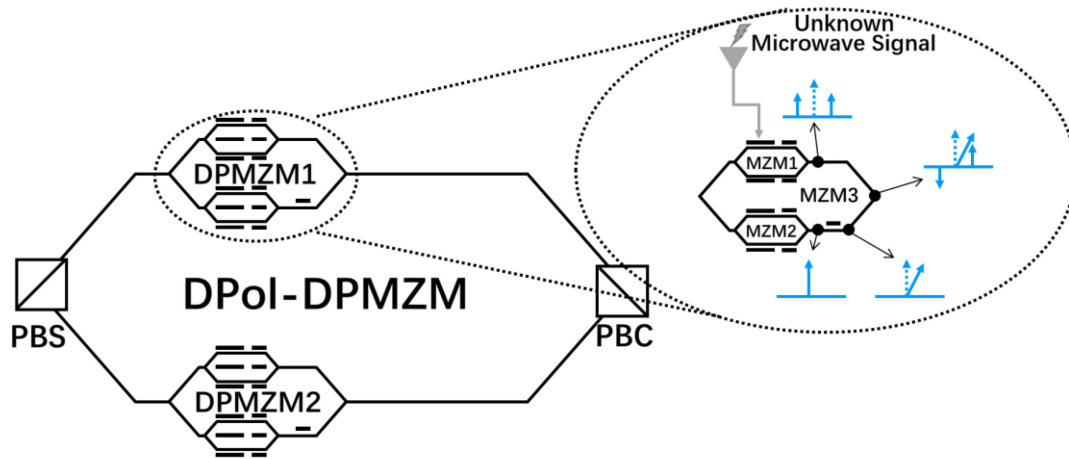 Unknown
Microwave Signal
DPMZM1
MZM1
MZM3
MZM2
PBS
DPol-DPMZM
PBC
DPMZM2